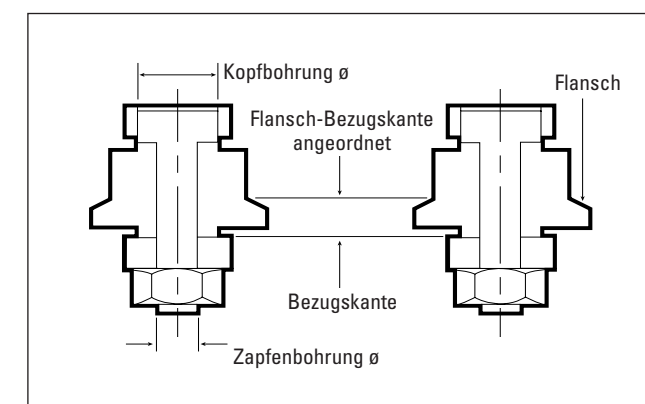 Kopfbohrung ø
Flansch
Flansch-Bezugskante
angeordnet
Bezugskante
Zapfenbohrung ø